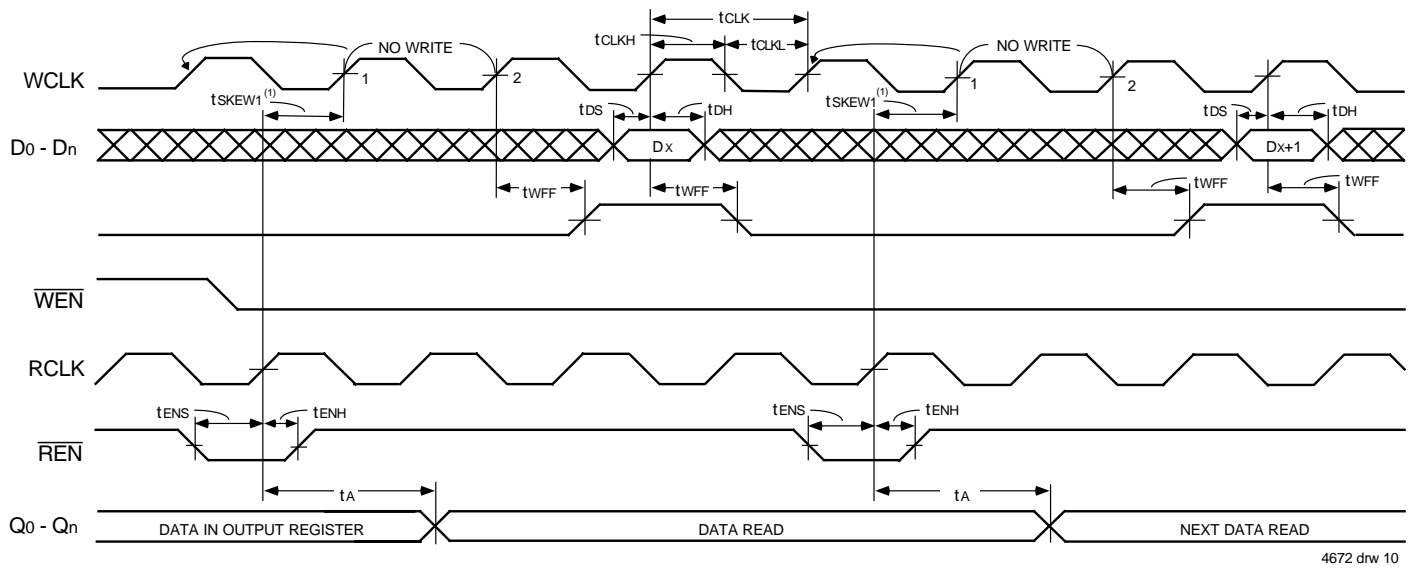 tCLK
tCLKH tCLKL
NO WRITE NO WRITE
WCLK 1 2 1 2
tSKEW1(1) tDS tDH tSKEW1(1) tDS tDH
D0 - Dn DX DX+1
tWFF tWFF tWFF tWFF
WEN
RCLK
tENS tENH tENS tENH
REN
tA tA
Q0 - Qn DATA IN OUTPUT REGISTER DATA READ NEXT DATA READ
4672 drw 10